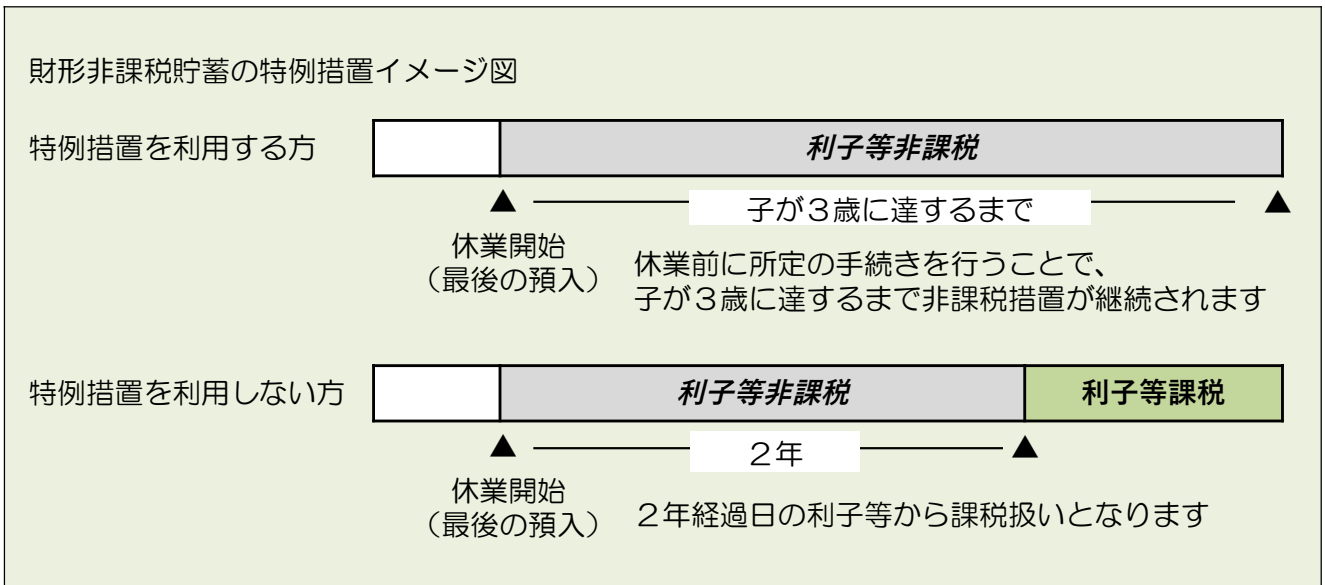 財形非課税貯蓄の特例措置イメージ図
特例措置を利用する方
利子等非課税
▲ 子が３歳に達するまで ▲
休業開始
（最後の預入）
休業前に所定の手続きを行うことで、
子が３歳に達するまで非課税措置が継続されます
特例措置を利用しない方
利子等非課税
利子等課税
▲ ２年 ▲
休業開始
（最後の預入）
２年経過日の利子等から課税扱いとなります